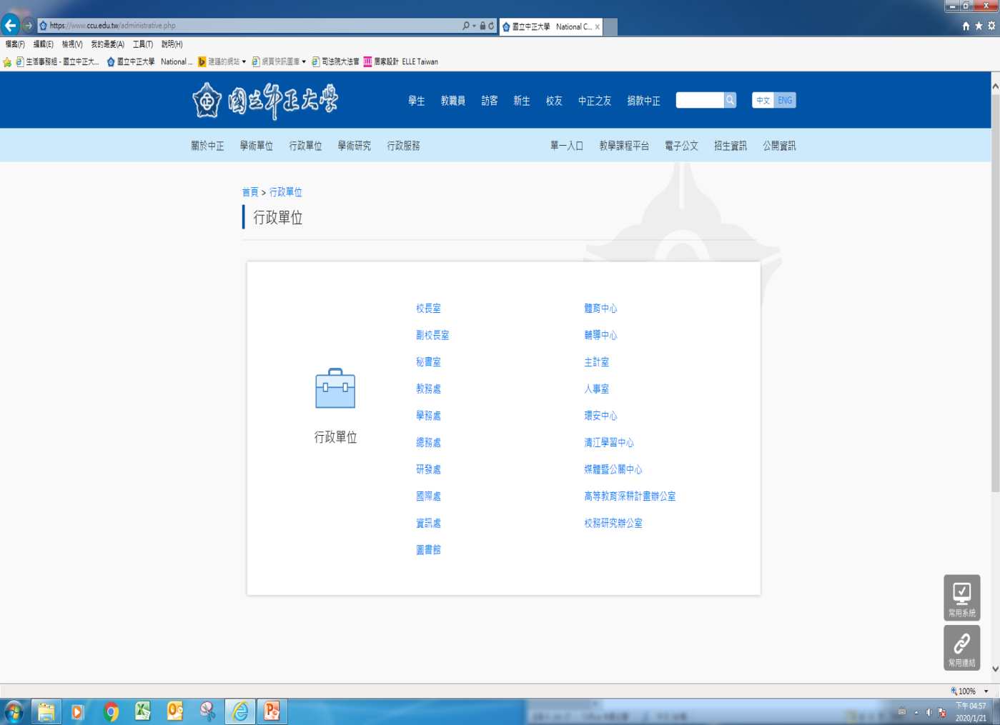 https://www.ccu.edu.tw/administrative.php
國立中正大學 National C...
檔案(F) 編輯(E) 檢視(V) 我的最愛(A) 工具(T) 說明(H)
生活事務組 - 國立中正大... 國立中正大學 National ... 建議的網站 網頁快訊圖庫 司法院大法官 居家設計 ELLE Taiwan
國立中正大學 學生 教職員 訪客 新生 校友 中正之友 捐款中正 中文 ENG
關於中正 學術單位 行政單位 學術研究 行政服務 單一入口 教學課程平台 電子公文 招生資訊 公開資訊
首頁 > 行政單位
行政單位
行政單位
校長室
副校長室
秘書室
教務處
學務處
總務處
研發處
國際處
資訊處
圖書館
體育中心
輔導中心
主計室
人事室
環安中心
清江學習中心
媒體暨公關中心
高等教育深耕計畫辦公室
校務研究辦公室
常用系統
常用連結
100%
下午 04:57
2020/1/21